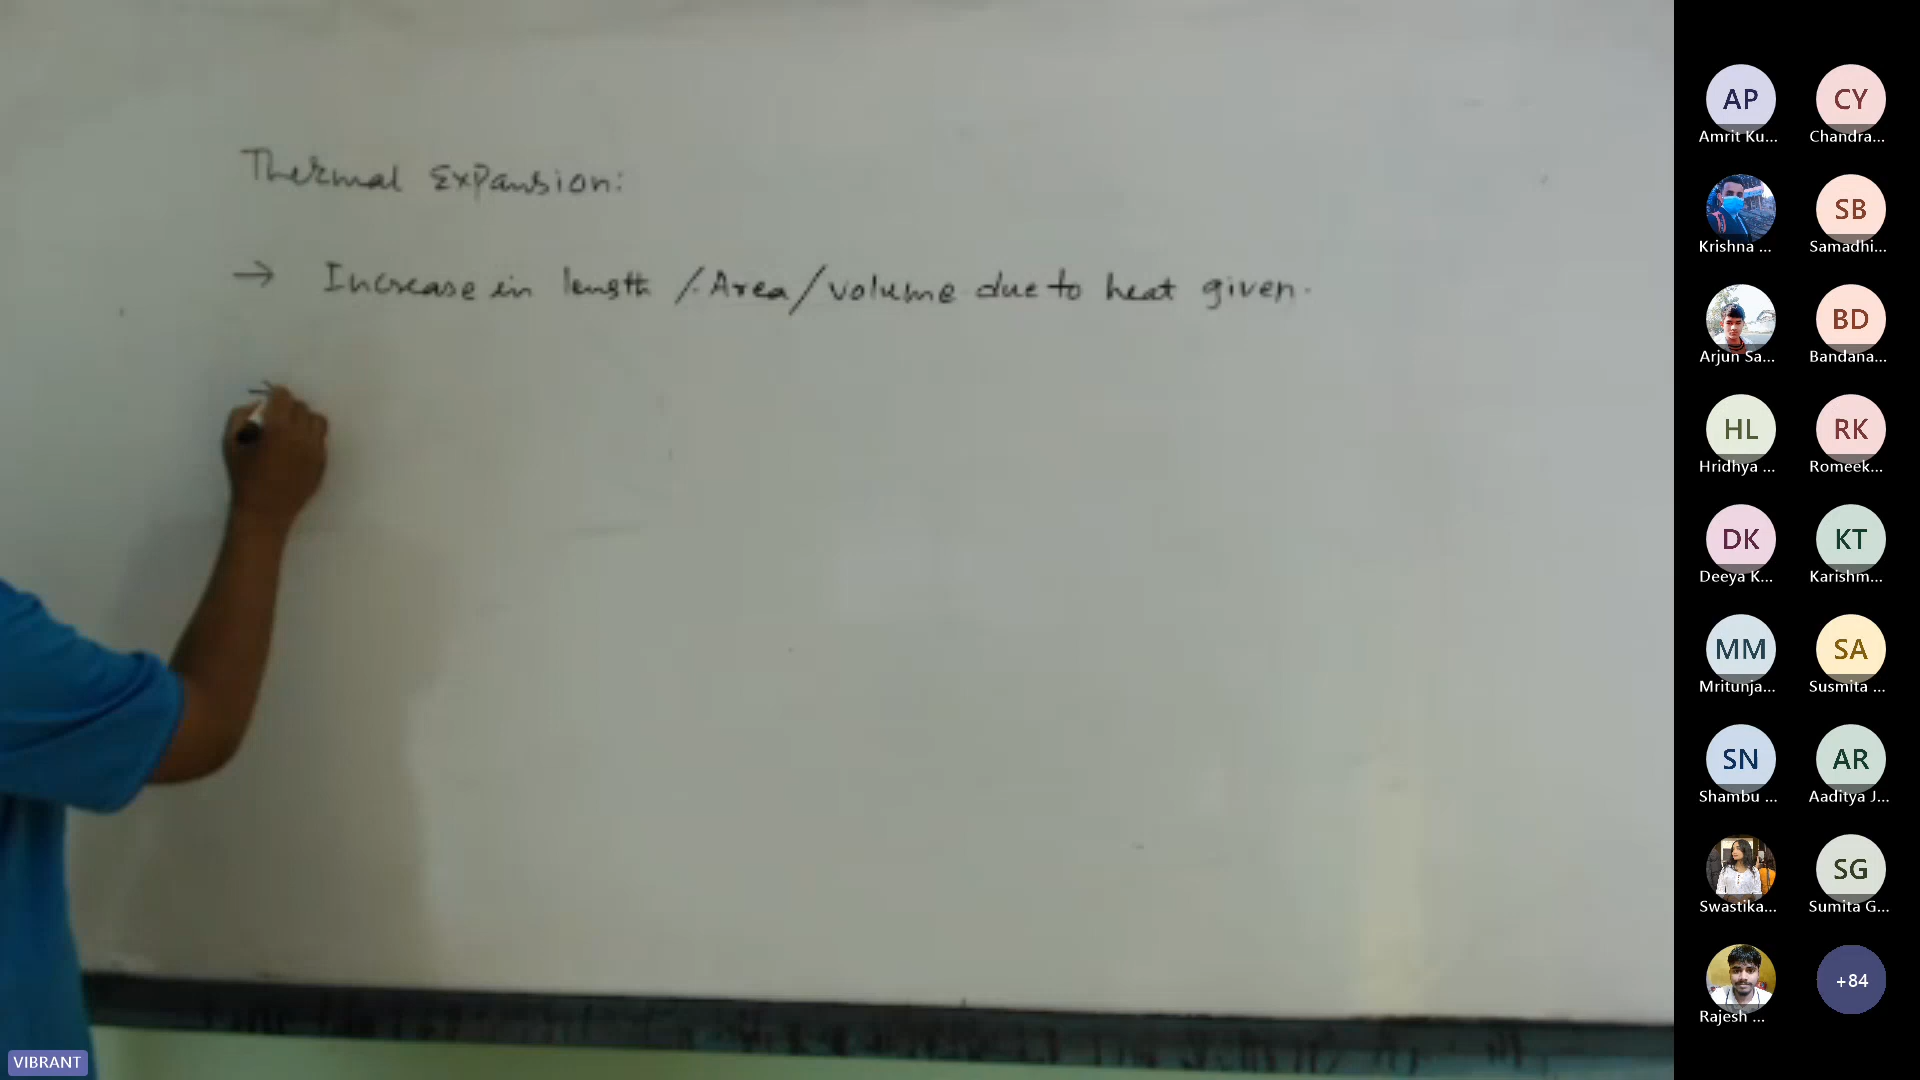 Thermal Expansion:
→ Increase in length / Area / volume due to heat given.
→
AP
Amrit Ku...
CY
Chandra...
Krishna ...
SB
Samadhi...
Arjun Sa...
BD
Bandana...
HL
Hridhya ...
RK
Romeek...
DK
Deeya K...
KT
Karishm...
MM
Mritunja...
SA
Susmita ...
SN
Shambu ...
AR
Aaditya J...
Swastika...
SG
Sumita G...
Rajesh ...
+84
VIBRANT